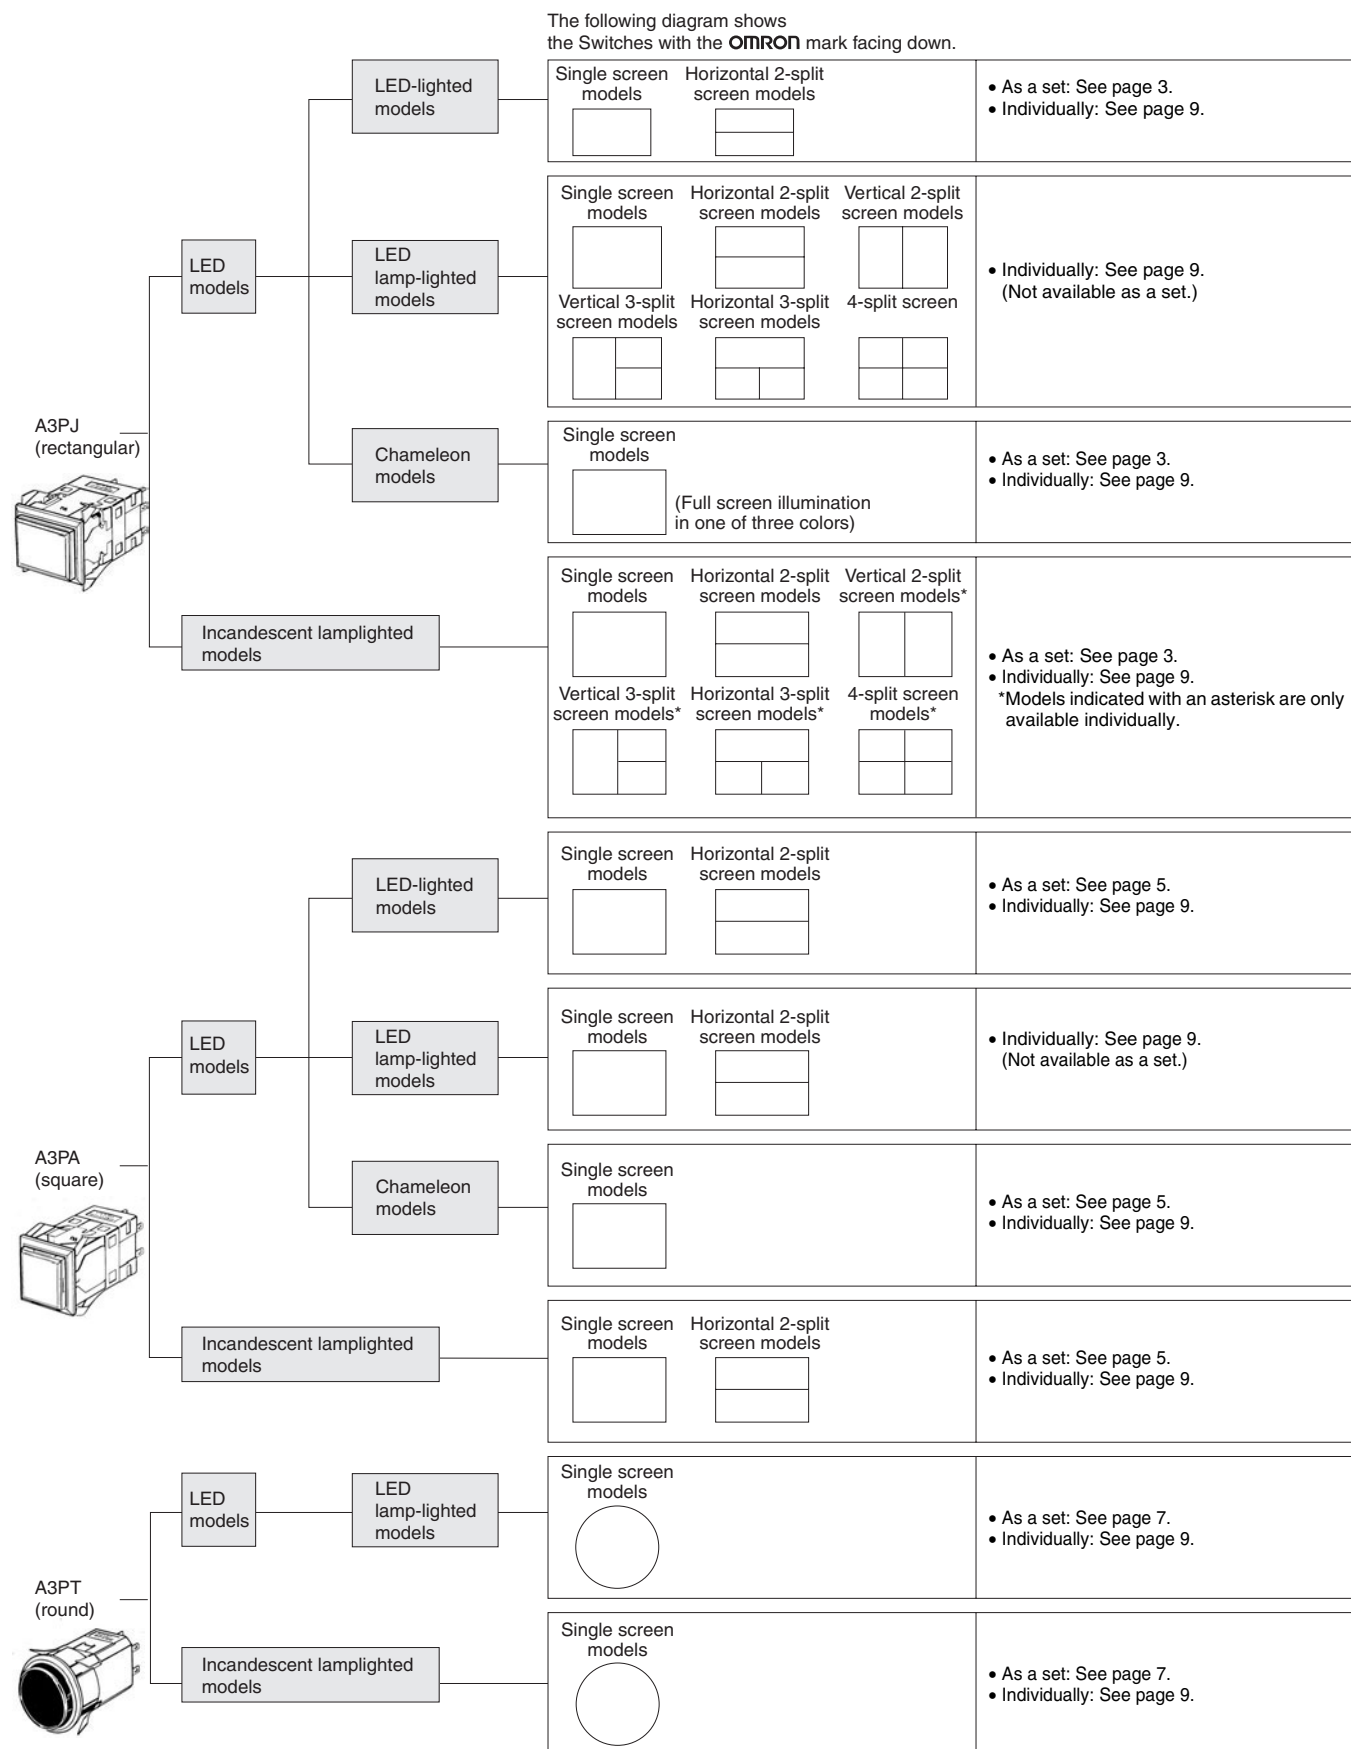 The following diagram shows
the Switches with the OMRON mark facing down.
LED-lighted
models
Single screen
models
Horizontal 2-split
screen models
• As a set: See page 3.
• Individually: See page 9.
LED
models
LED
lamp-lighted
models
Single screen
models
Horizontal 2-split
screen models
Vertical 2-split
screen models
Vertical 3-split
screen models
Horizontal 3-split
screen models
4-split screen
• Individually: See page 9.
(Not available as a set.)
A3PJ
(rectangular)
Chameleon
models
Single screen
models
(Full screen illumination
in one of three colors)
• As a set: See page 3.
• Individually: See page 9.
Incandescent lamplighted
models
Single screen
models
Horizontal 2-split
screen models
Vertical 2-split
screen models*
Vertical 3-split
screen models*
Horizontal 3-split
screen models*
4-split screen
models*
• As a set: See page 3.
• Individually: See page 9.
*Models indicated with an asterisk are only
available individually.
LED-lighted
models
Single screen
models
Horizontal 2-split
screen models
• As a set: See page 5.
• Individually: See page 9.
LED
models
LED
lamp-lighted
models
Single screen
models
Horizontal 2-split
screen models
• Individually: See page 9.
(Not available as a set.)
A3PA
(square)
Chameleon
models
Single screen
models
• As a set: See page 5.
• Individually: See page 9.
Incandescent lamplighted
models
Single screen
models
Horizontal 2-split
screen models
• As a set: See page 5.
• Individually: See page 9.
LED
models
LED
lamp-lighted
models
Single screen
models
• As a set: See page 7.
• Individually: See page 9.
A3PT
(round)
Incandescent lamplighted
models
Single screen
models
• As a set: See page 7.
• Individually: See page 9.